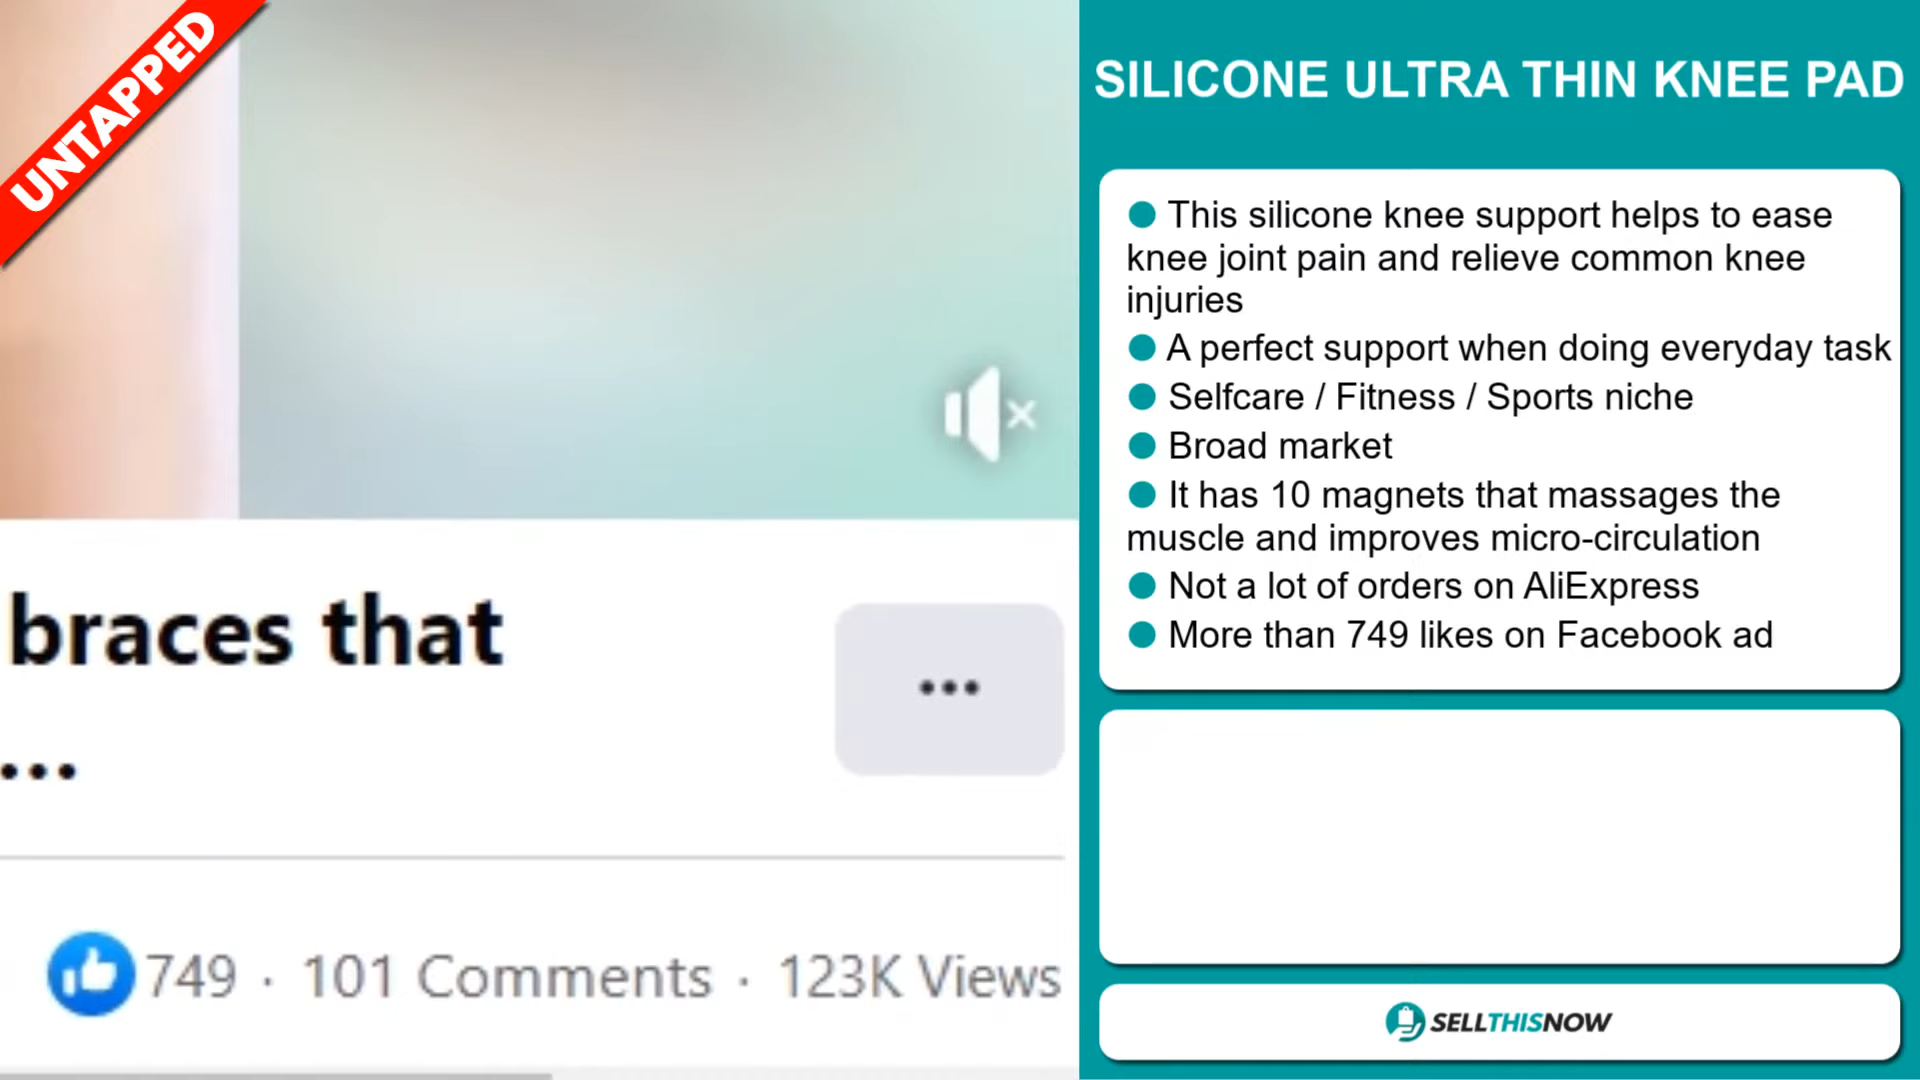 UNTAPPED
braces that
...
...
749 · 101 Comments · 123K Views
SILICONE ULTRA THIN KNEE PAD
● This silicone knee support helps to ease
knee joint pain and relieve common knee
injuries
● A perfect support when doing everyday task
● Selfcare / Fitness / Sports niche
● Broad market
● It has 10 magnets that massages the
muscle and improves micro-circulation
● Not a lot of orders on AliExpress
● More than 749 likes on Facebook ad
SELLTHISNOW